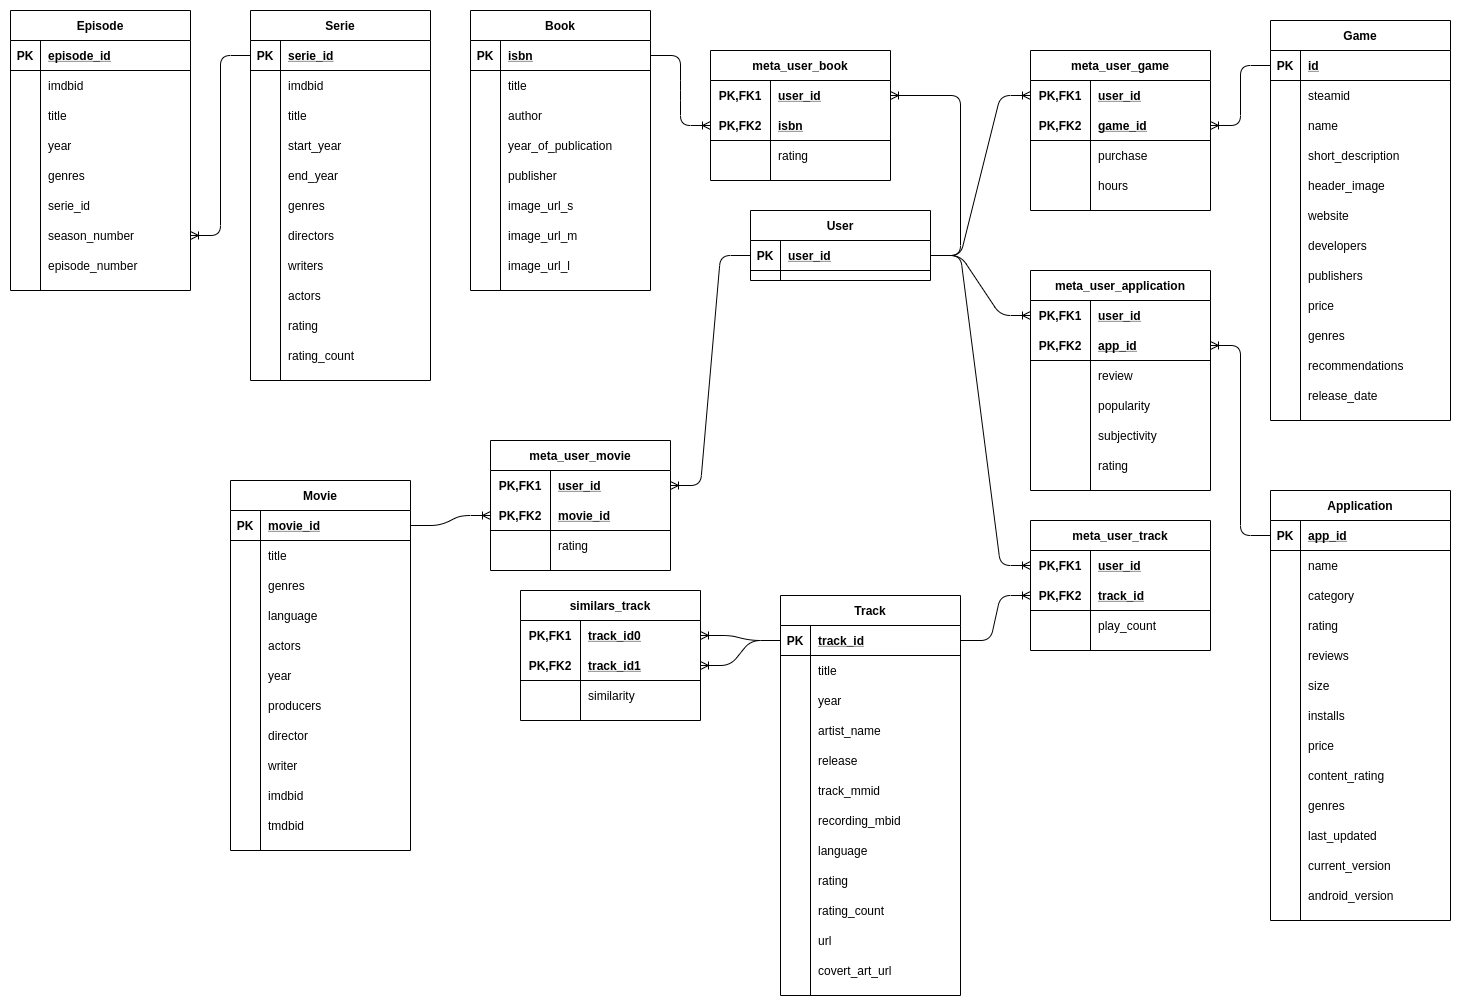 Episode
PK episode_id
imdbid
title
year
genres
serie_id
season_number
episode_number
Serie
PK serie_id
imdbid
title
start_year
end_year
genres
directors
writers
actors
rating
rating_count
Book
PK isbn
title
author
year_of_publication
publisher
image_url_s
image_url_m
image_url_l
meta_user_book
PK,FK1 user_id
PK,FK2 isbn
rating
User
PK user_id
meta_user_game
PK,FK1 user_id
PK,FK2 game_id
purchase
hours
Game
PK id
steamid
name
short_description
header_image
website
developers
publishers
price
genres
recommendations
release_date
meta_user_application
PK,FK1 user_id
PK,FK2 app_id
review
popularity
subjectivity
rating
meta_user_movie
PK,FK1 user_id
PK,FK2 movie_id
rating
Movie
PK movie_id
title
genres
language
actors
year
producers
director
writer
imdbid
tmdbid
similars_track
PK,FK1 track_id0
PK,FK2 track_id1
similarity
Track
PK track_id
title
year
artist_name
release
track_mmid
recording_mbid
language
rating
rating_count
url
covert_art_url
meta_user_track
PK,FK1 user_id
PK,FK2 track_id
play_count
Application
PK app_id
name
category
rating
reviews
size
installs
price
content_rating
genres
last_updated
current_version
android_version